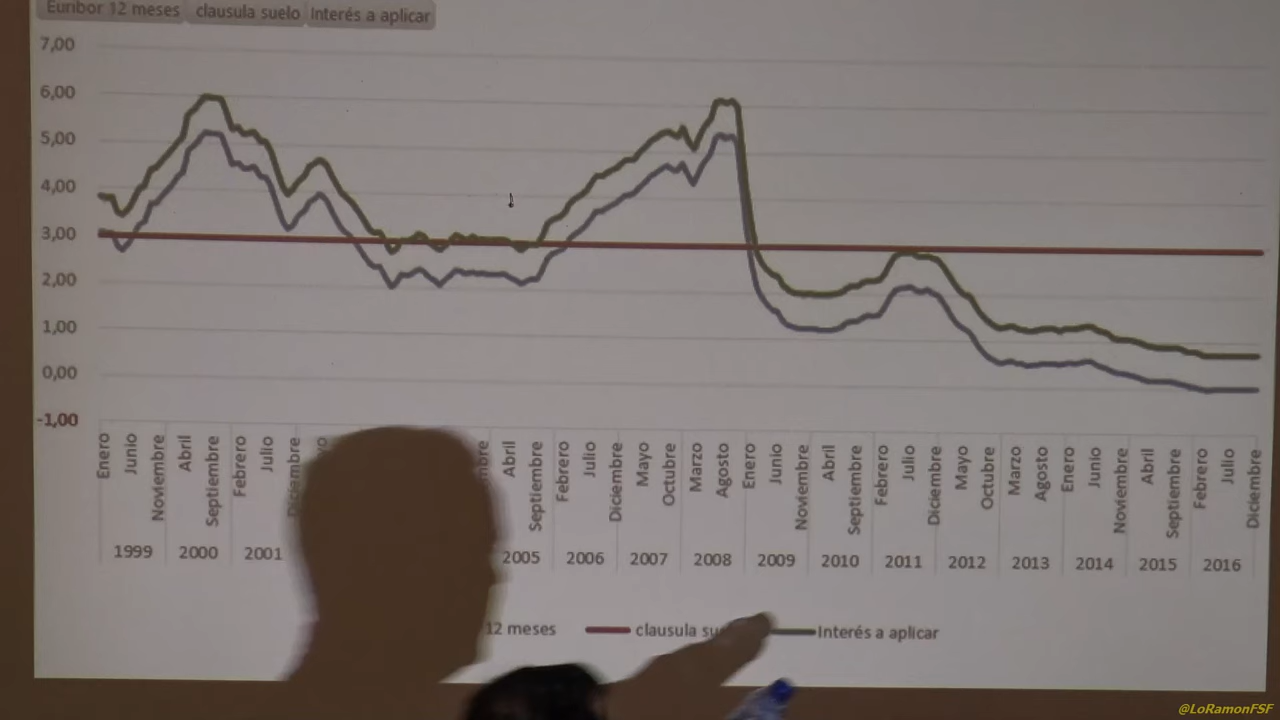 Euribor 12 meses clausula suelo Interés a aplicar
7,00
6,00
5,00
4,00
3,00
2,00
1,00
0,00
-1,00
Enero Junio Noviembre Abril Septiembre Febrero Julio Diciembre Abril Septiembre Febrero Julio Diciembre Mayo Octubre Marzo Agosto Enero Junio Noviembre Abril Septiembre Febrero Julio Diciembre Mayo Octubre Marzo Agosto Enero Junio Noviembre Abril Septiembre Febrero Julio Diciembre
1999 2000 2001 2005 2006 2007 2008 2009 2010 2011 2012 2013 2014 2015 2016
12 meses clausula su Interés a aplicar
@LoRamonFSF